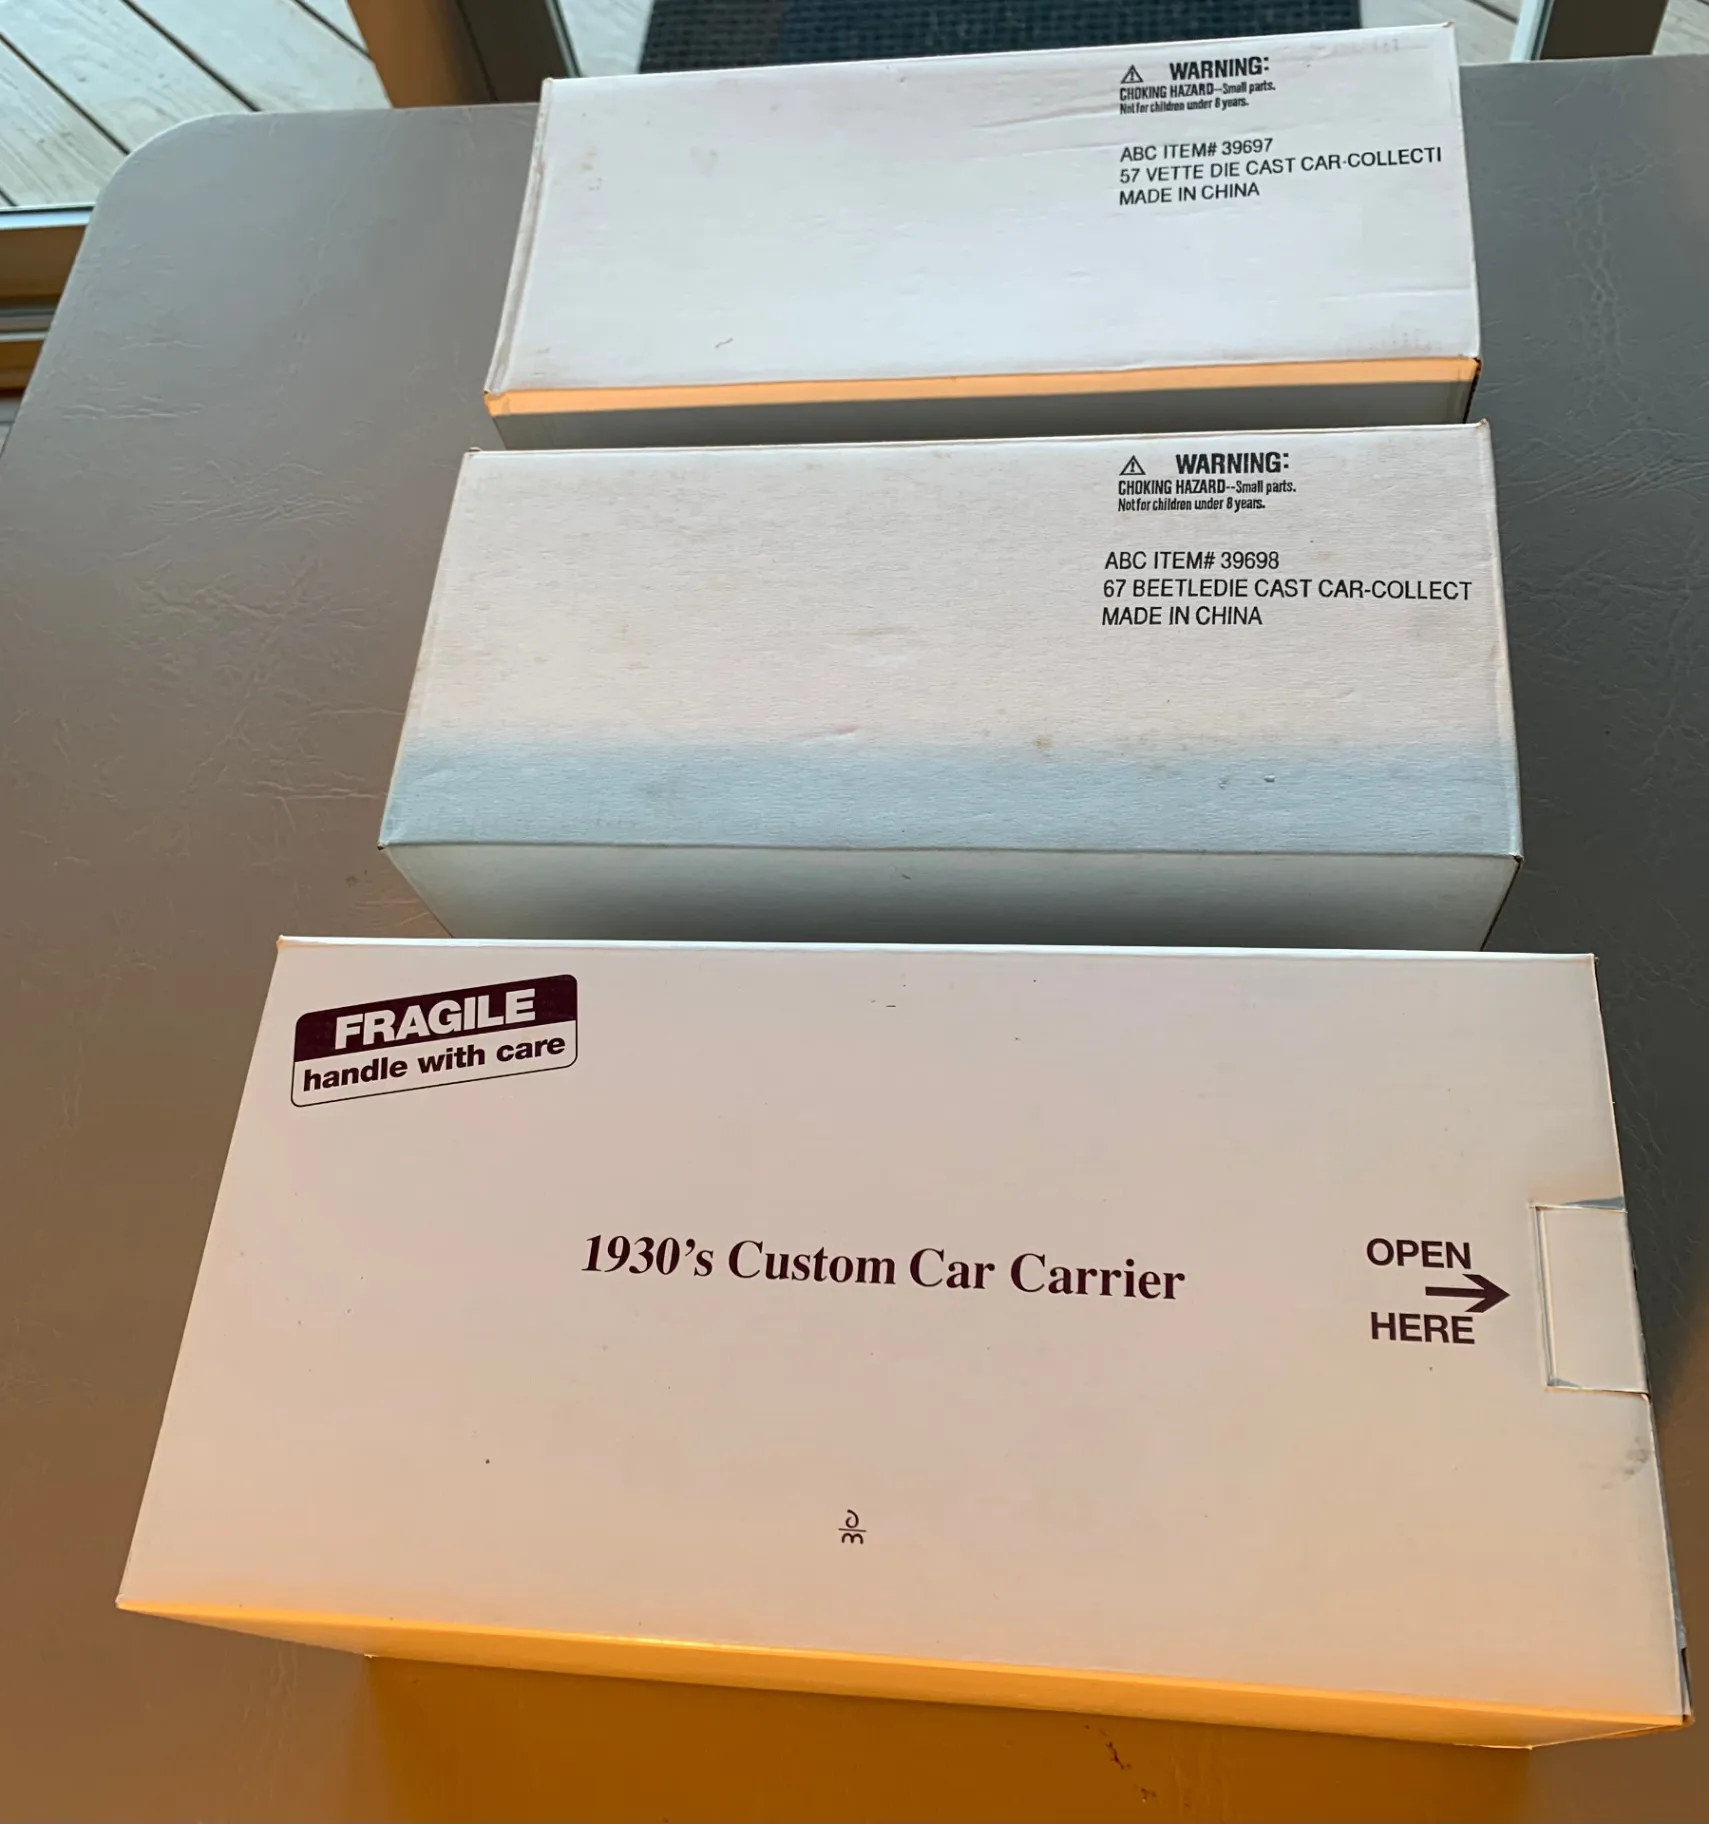 WARNING:
CHOKING HAZARD--Small parts.
Not for children under 8 years.
ABC ITEM# 39697
57 VETTE DIE CAST CAR-COLLECTI
MADE IN CHINA
WARNING:
CHOKING HAZARD--Small parts.
Not for children under 8 years.
ABC ITEM# 39698
67 BEETLEDIE CAST CAR-COLLECT
MADE IN CHINA
FRAGILE
handle with care
1930's Custom Car Carrier
OPEN
HERE